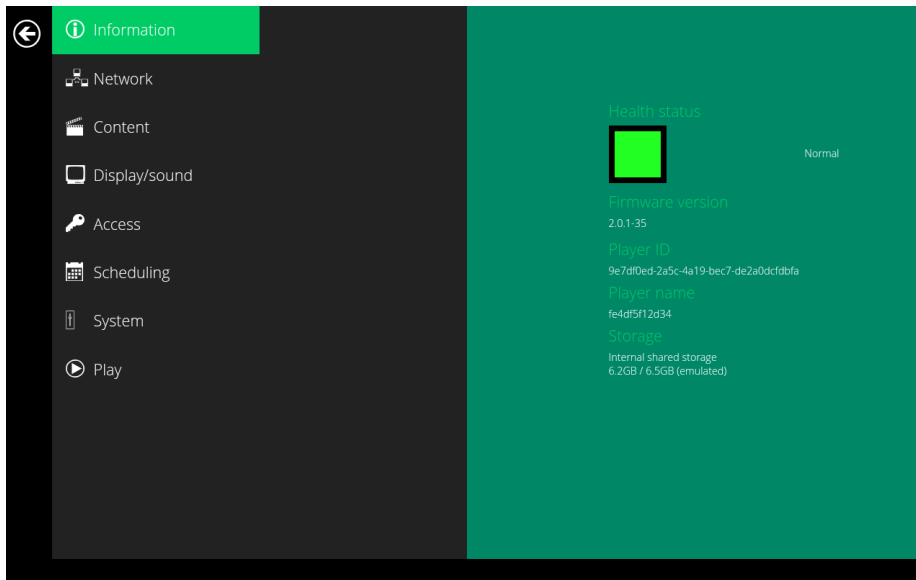 Information
Network
Content
Display/sound
Access
Scheduling
System
Play
Health status
Normal
Firmware version
2.0.1-35
Player ID
9e7df0ed-2a5c-4a19-bec7-de2a0dcfdbfa
Player name
fe4df5f12d34
Storage
Internal shared storage
6.2GB / 6.5GB (emulated)